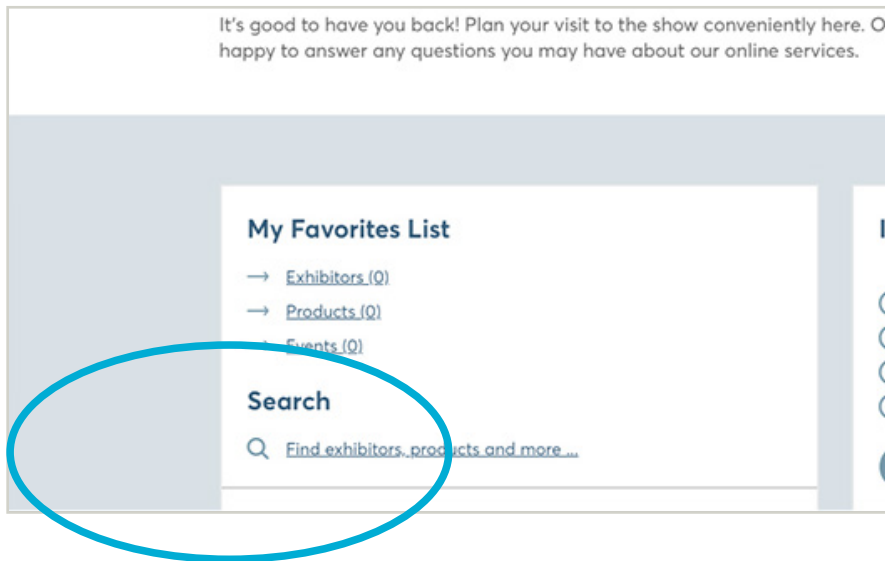 It's good to have you back! Plan your visit to the show conveniently here.
happy to answer any questions you may have about our online services.
My Favorites List
Exhibitors (0)
Products (0)
Events (0)
Search
Find exhibitors, products and more ...